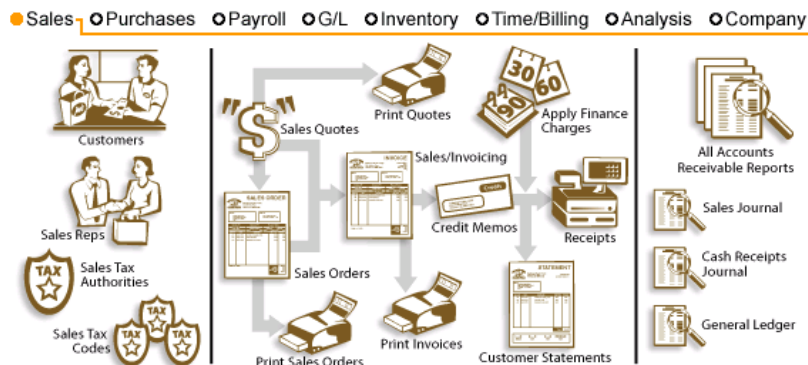 Sales Purchases Payroll G/L Inventory Time/Billing Analysis Company
Customers
Sales Reps
TAX
Sales Tax
Authorities
Sales Tax
Codes
TAX
TAX
TAX
" $ "
Sales Quotes
Print Quotes
SALES ORDER
Sales Orders
Print Sales Orders
INVOICE
Sales/Invoicing
Print Invoices
Credit
Credit Memos
30
60
90
Apply Finance
Charges
Receipts
STATEMENT
Customer Statements
All Accounts
Receivable Reports
Sales Journal
Cash Receipts
Journal
General Ledger